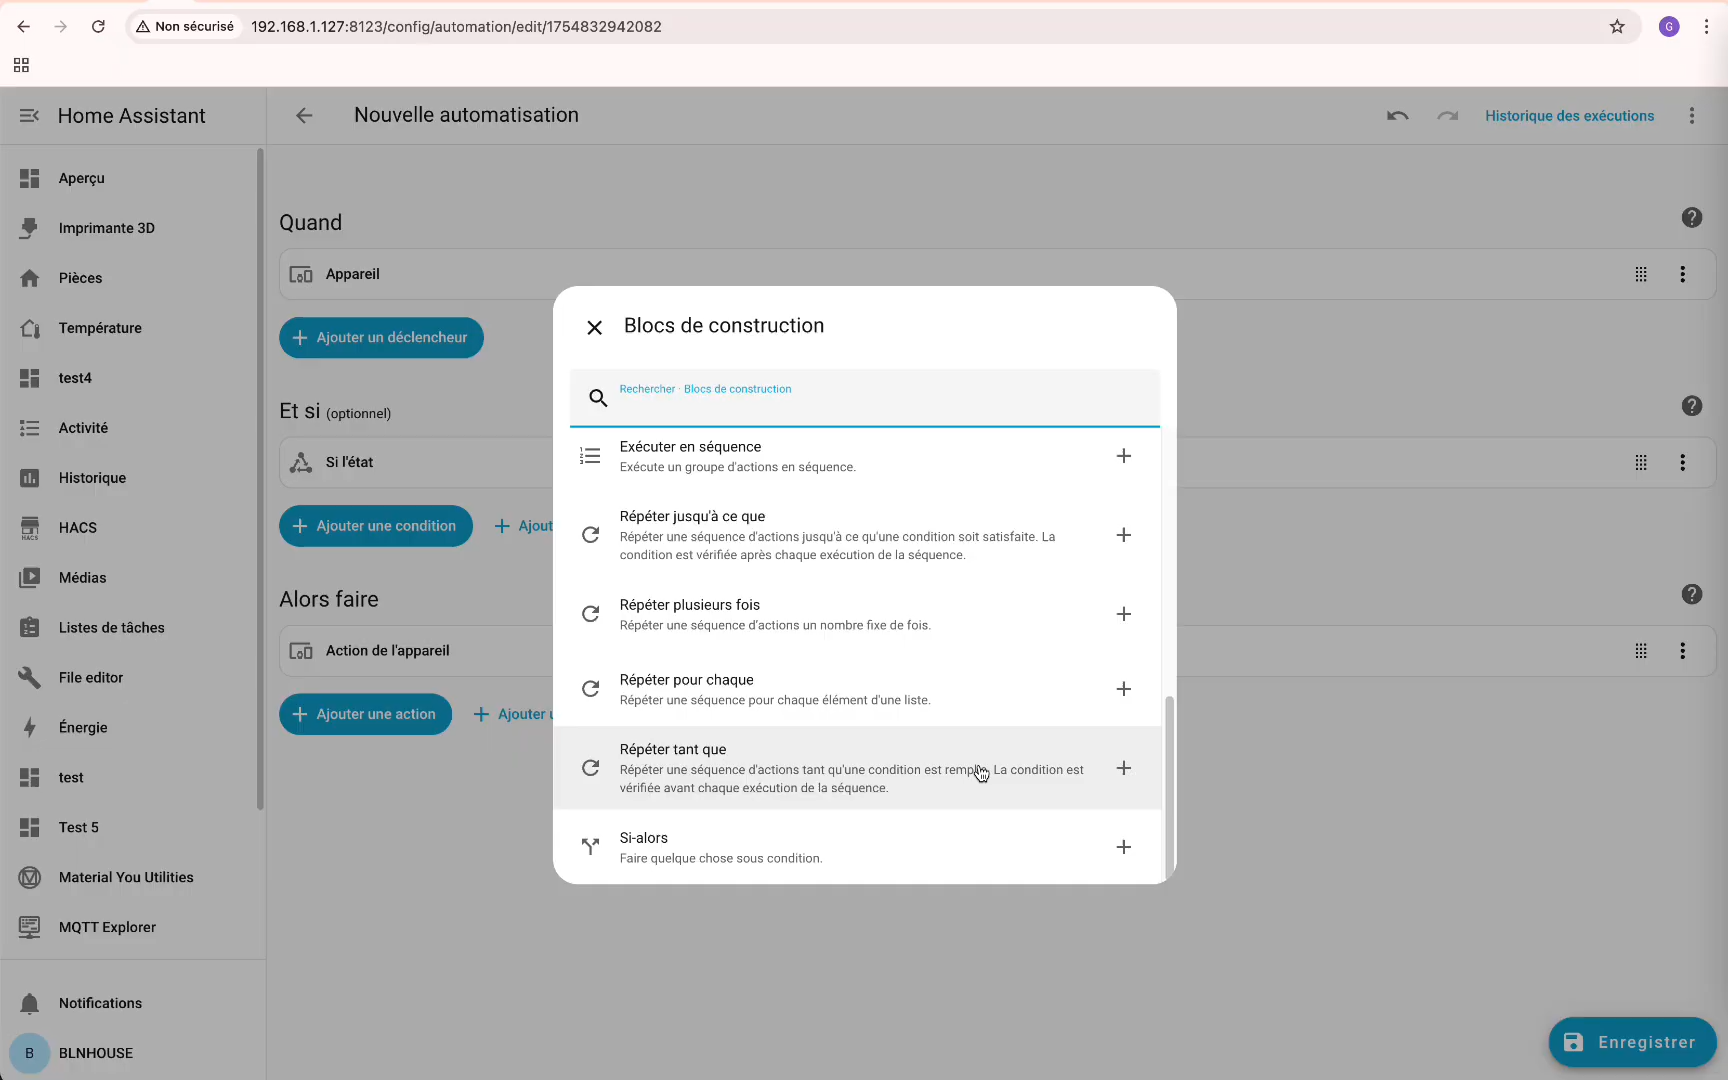 Non sécurisé
192.168.1.127:8123/config/automation/edit/1754832942082
G
Home Assistant
Nouvelle automatisation
Historique des exécutions
Aperçu
Imprimante 3D
Pièces
Température
test4
Activité
Historique
HACS
HACS
Médias
Listes de tâches
File editor
Énergie
test
Test 5
Material You Utilities
MQTT Explorer
Notifications
B
BLNHOUSE
Quand
Appareil
Ajouter un déclencheur
Et si (optionnel)
Si l'état
Ajouter une condition
Ajout
Alors faire
Action de l'appareil
Ajouter une action
Ajouter u
Blocs de construction
Rechercher · Blocs de construction
Exécuter en séquence
Exécute un groupe d'actions en séquence.
Répéter jusqu'à ce que
Répéter une séquence d'actions jusqu'à ce qu'une condition soit satisfaite. La
condition est vérifiée après chaque exécution de la séquence.
Répéter plusieurs fois
Répéter une séquence d'actions un nombre fixe de fois.
Répéter pour chaque
Répéter une séquence pour chaque élément d'une liste.
Répéter tant que
Répéter une séquence d'actions tant qu'une condition est remplie. La condition est
vérifiée avant chaque exécution de la séquence.
Si-alors
Faire quelque chose sous condition.
Enregistrer